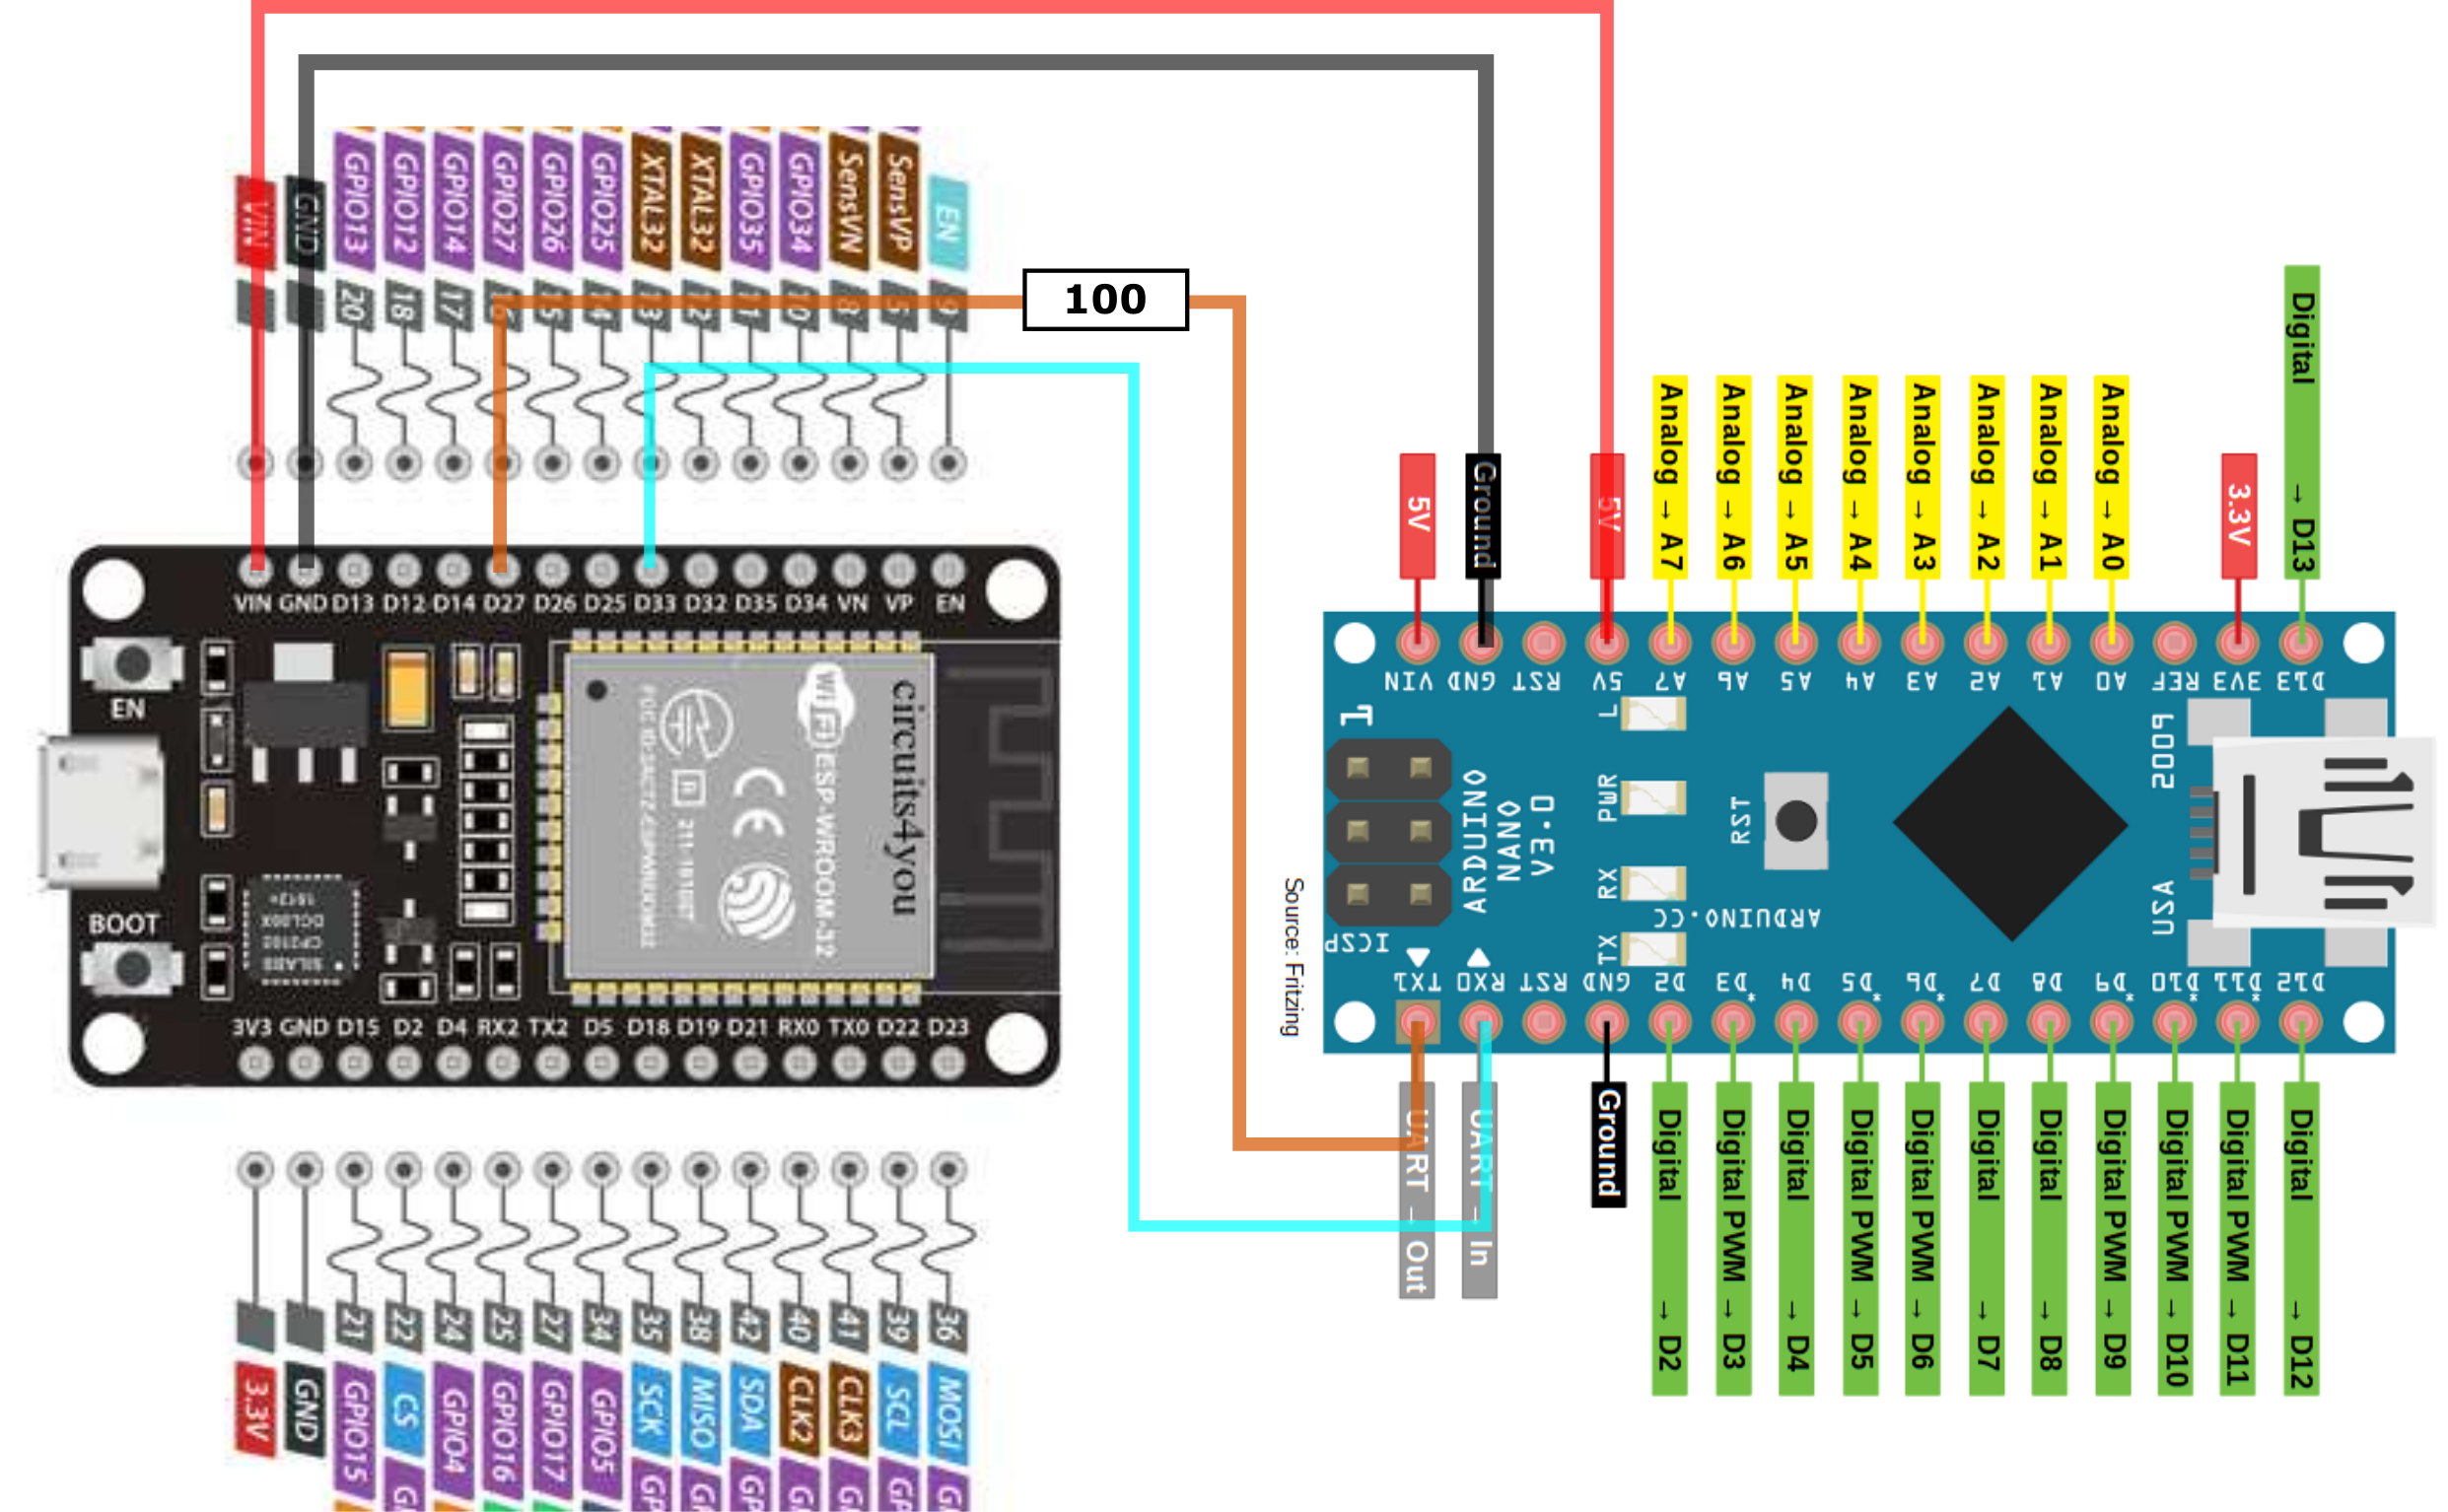 VIN
GND
GPIO13
GPIO12
GPIO14
GPIO27
GPIO26
GPIO25
XTAL32
XTAL32
GPIO35
GPIO34
SensVN
SensVP
EN
20
18
17
16
15
14
13
12
11
10
8
5
9
100
VIN GND D13 D12 D14 D27 D26 D25 D33 D32 D35 D34 VN VP EN
EN
BOOT
circuits4you
WiFi ESP-WROOM-32
CE
R 211-161007
SILABS
CP2102
3V3 GND D15 D2 D4 RX2 TX2 D5 D18 D19 D21 RX0 TX0 D22 D23
21
22
24
25
27
34
35
38
42
40
41
39
36
3.3V
GND
GPIO15
CS
GPIO4
GPIO16
GPIO17
GPIO5
SCK
MISO
SDA
CLK2
CLK3
SCL
MOSI
5V
Ground
5V
Analog → A7
Analog → A6
Analog → A5
Analog → A4
Analog → A3
Analog → A2
Analog → A1
Analog → A0
3.3V
Digital → D13
VIN GND RST 5V A7 A6 A5 A4 A3 A2 A1 A0 REF 3V3 D13
1
L
PWR
RX
TX
RST
ARDUINO
NANO
V3.0
ARDUINO.CC
2009
USA
ICSP
TX1 RX0 RST GND D2 D3* D4 D5* D6* D7 D8 D9* D10* D11* D12
Source: Fritzing
UART → Out
UART → In
Ground
Digital → D2
Digital PWM → D3
Digital → D4
Digital PWM → D5
Digital PWM → D6
Digital → D7
Digital → D8
Digital PWM → D9
Digital PWM → D10
Digital PWM → D11
Digital → D12